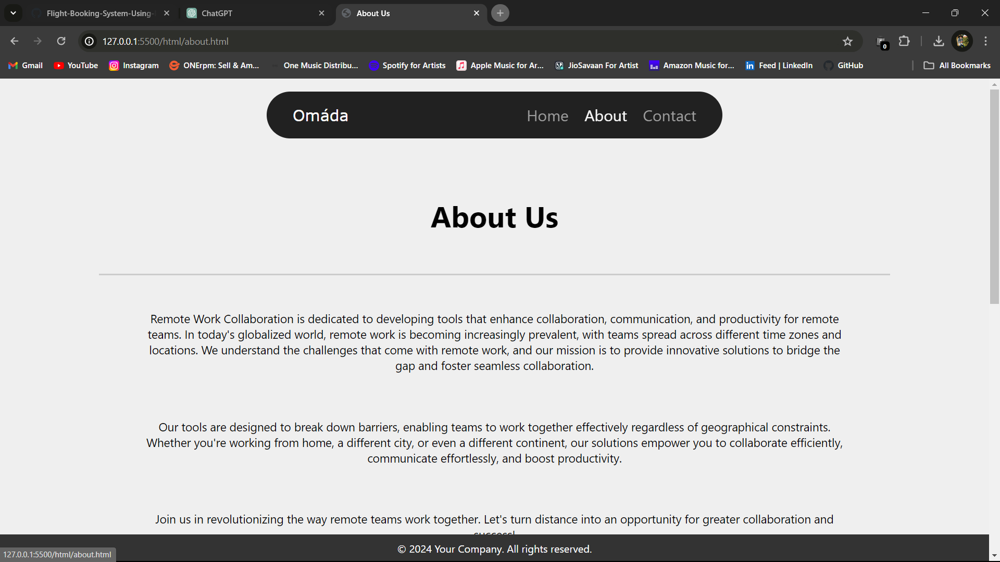 Flight-Booking-System-Using-
ChatGPT
About Us
127.0.0.1:5500/html/about.html
0
Gmail
YouTube
Instagram
ONErpm: Sell & Am...
One Music Distribu...
Spotify for Artists
Apple Music for Ar...
JioSavaan For Artist
Amazon Music for...
Feed | LinkedIn
GitHub
All Bookmarks
Omáda
Home
About
Contact
About Us
Remote Work Collaboration is dedicated to developing tools that enhance collaboration, communication, and productivity for remote
teams. In today's globalized world, remote work is becoming increasingly prevalent, with teams spread across different time zones and
locations. We understand the challenges that come with remote work, and our mission is to provide innovative solutions to bridge the
gap and foster seamless collaboration.
Our tools are designed to break down barriers, enabling teams to work together effectively regardless of geographical constraints.
Whether you're working from home, a different city, or even a different continent, our solutions empower you to collaborate efficiently,
communicate effortlessly, and boost productivity.
Join us in revolutionizing the way remote teams work together. Let's turn distance into an opportunity for greater collaboration and
success!
© 2024 Your Company. All rights reserved.
127.0.0.1:5500/html/about.html